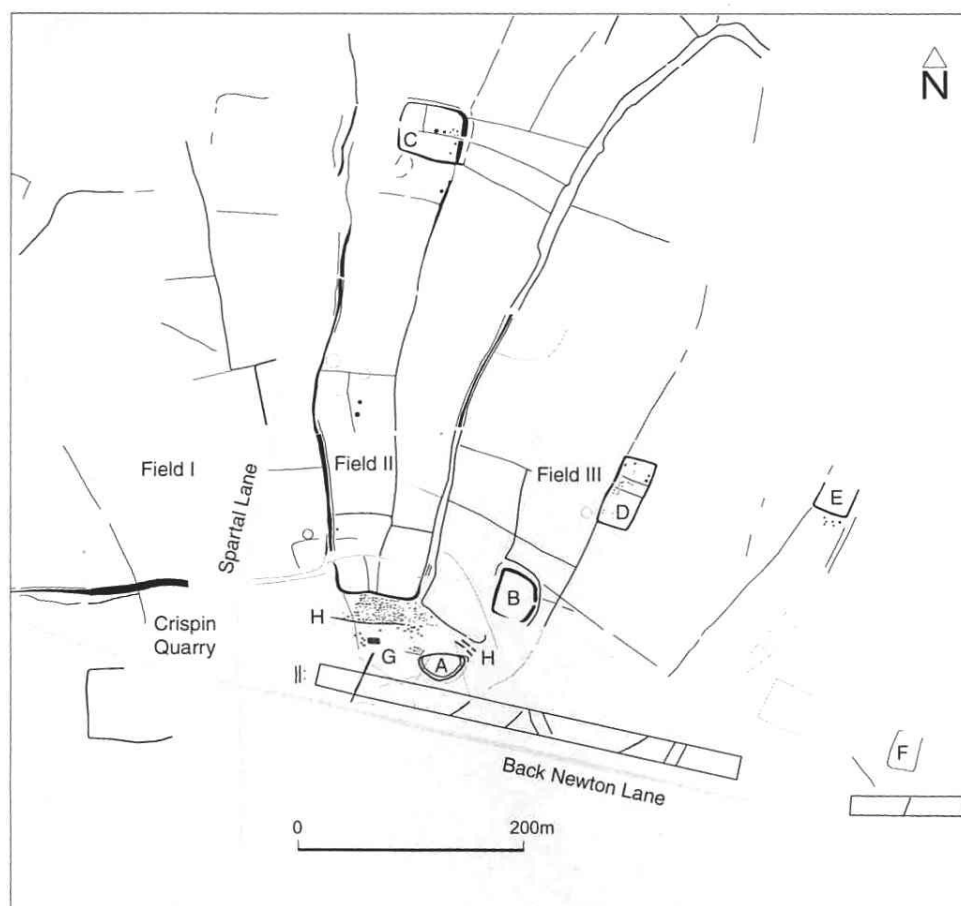 N
C
Field I
Spartal Lane
Field II
Field III
D
E
B
Crispin
Quarry
H
G
A
H
F
Back Newton Lane
0
200m